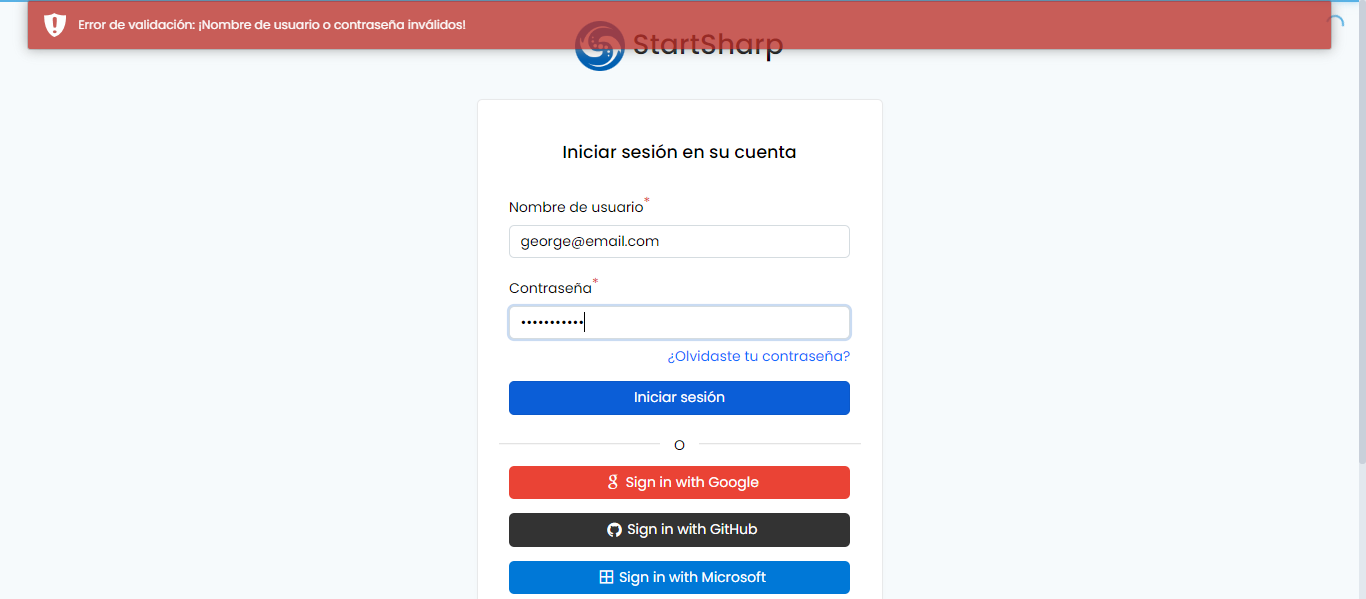 Error de validación: ¡Nombre de usuario o contraseña inválidos!
StartSharp
Iniciar sesión en su cuenta
Nombre de usuario*
george@email.com
Contraseña*
•••••••••••
¿Olvidaste tu contraseña?
Iniciar sesión
O
Sign in with Google
Sign in with GitHub
Sign in with Microsoft